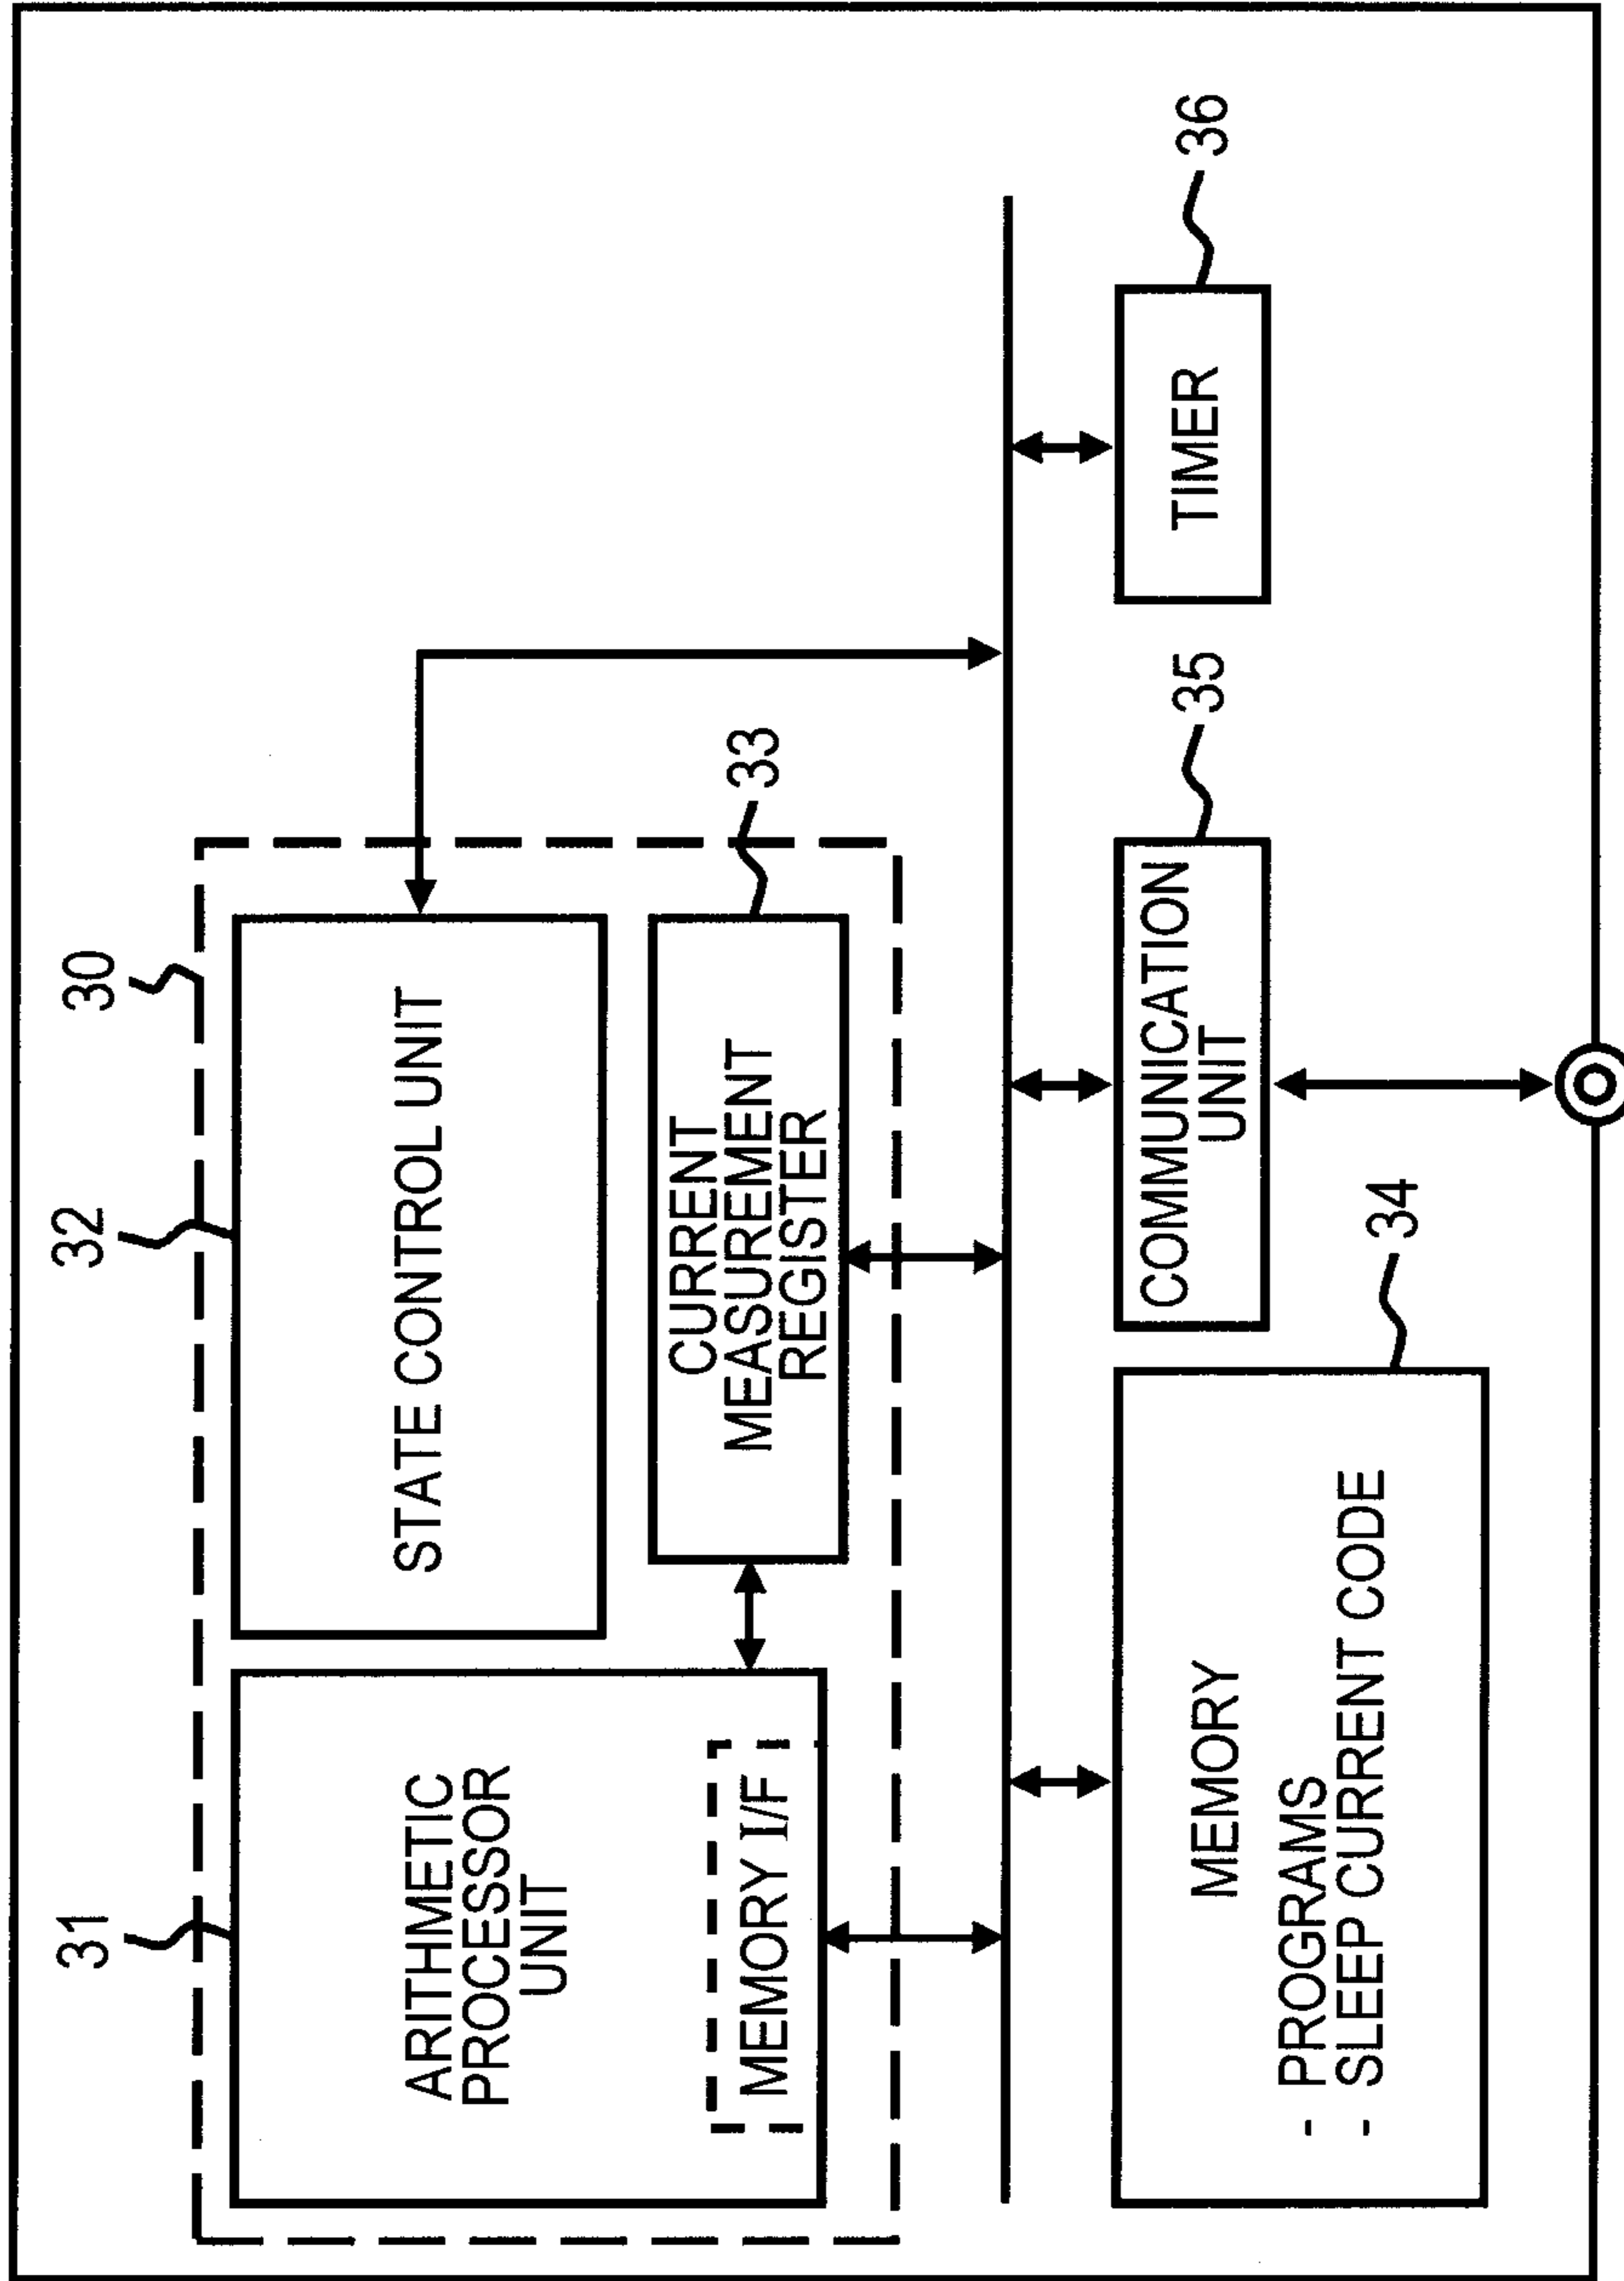 30
32
31
STATE CONTROL UNIT
ARITHMETIC
PROCESSOR
UNIT
MEMORY I/F
CURRENT
MEASUREMENT
REGISTER
33
MEMORY
- PROGRAMS
- SLEEP CURRENT CODE
34
COMMUNICATION
UNIT
35
TIMER
36